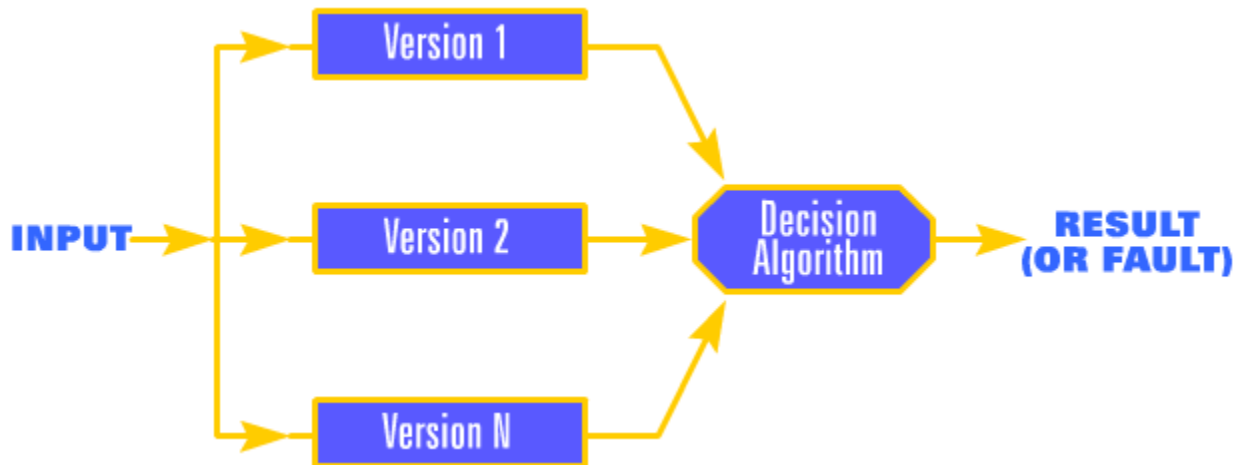 Version 1
INPUT
Version 2
Decision
Algorithm
RESULT
(OR FAULT)
Version N